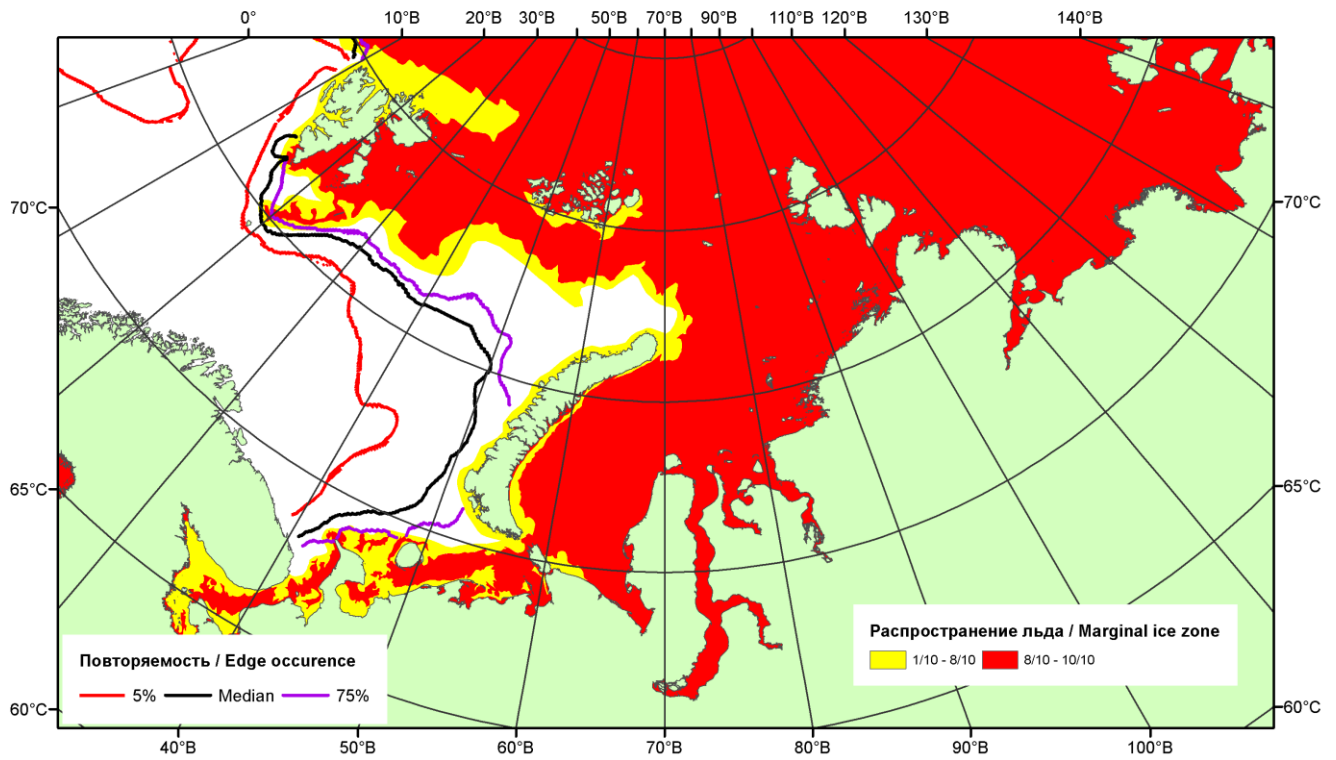 0° 10°В 20°В 30°В 50°В 70°В 90°В 110°В 120°В 130°В 140°В
70°С 70°С
65°С 65°С
Распространение льда / Marginal ice zone
1/10 - 8/10 8/10 - 10/10
Повторяемость / Edge occurence
5% Median 75%
60°С 60°С
40°В 50°В 60°В 70°В 80°В 90°В 100°В